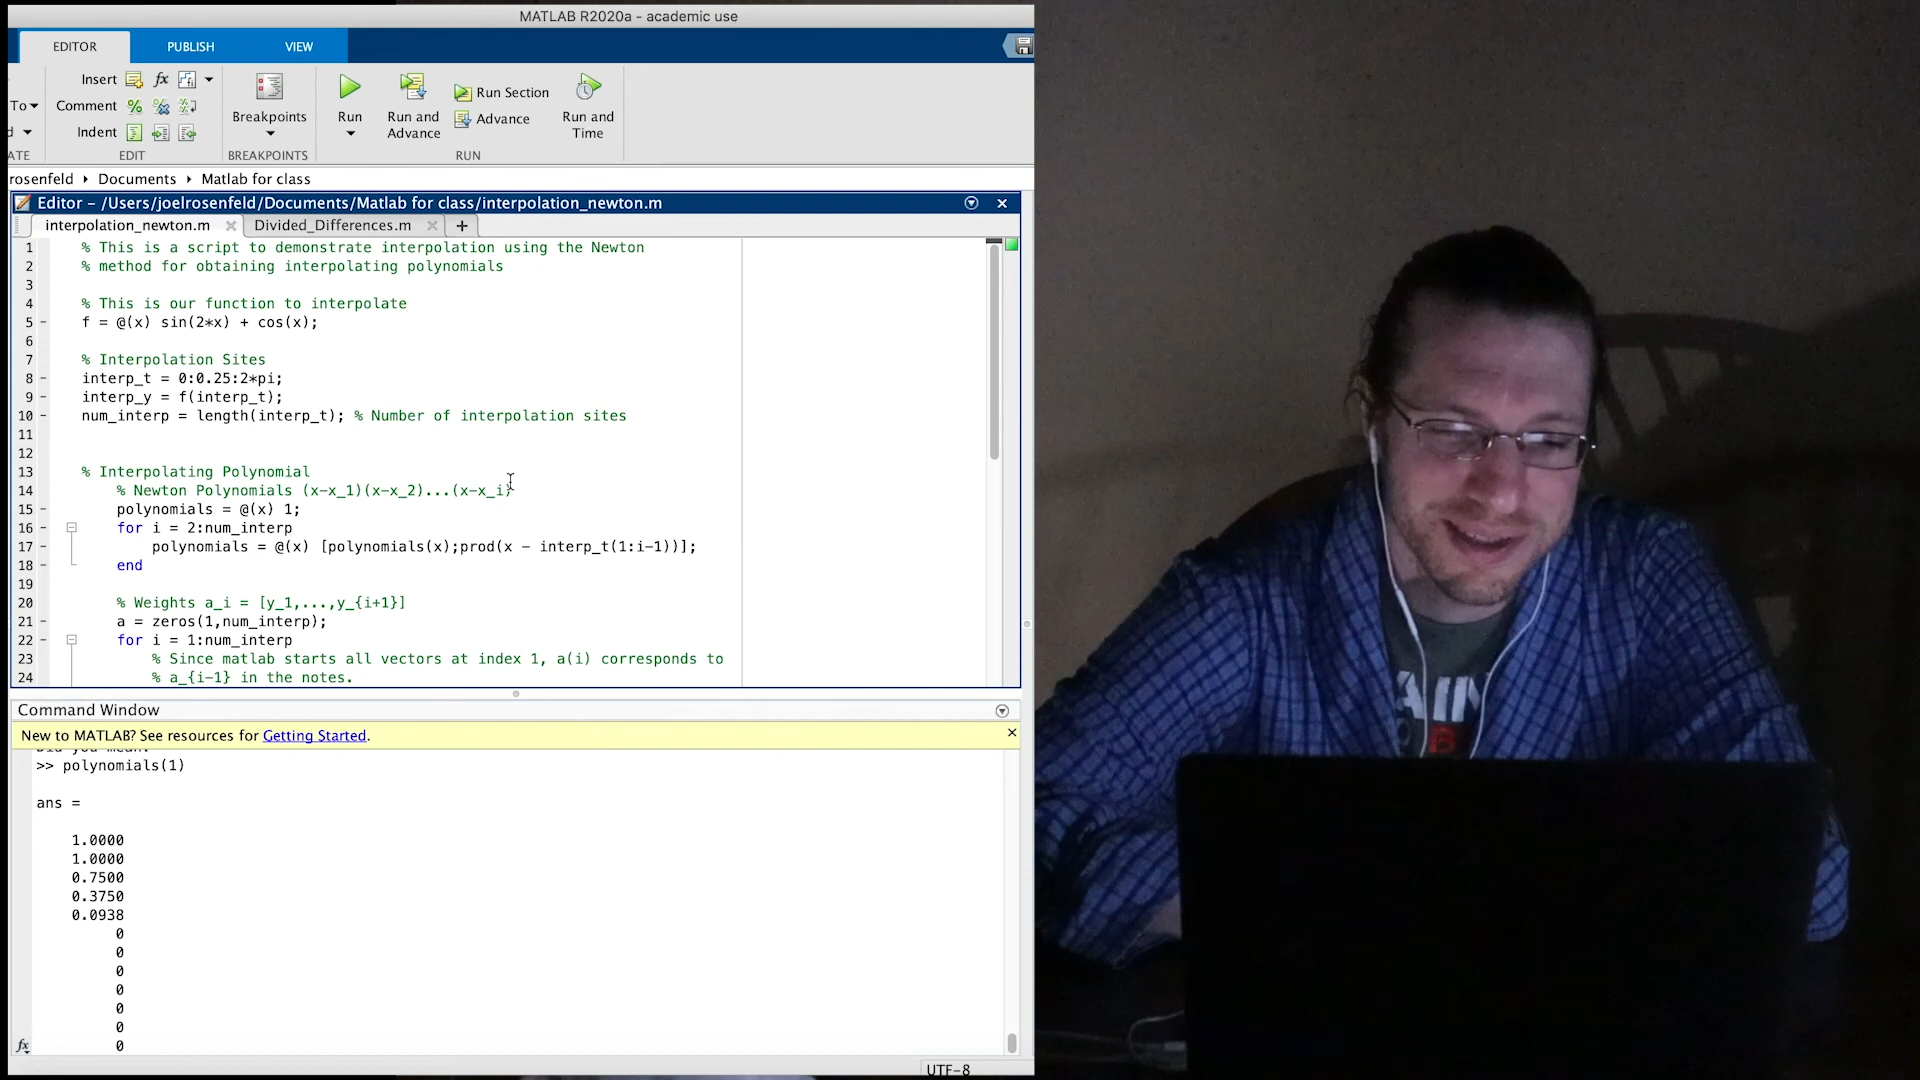 MATLAB R2020a - academic use
EDITOR
PUBLISH
VIEW
Insert
fx
To
Comment
Breakpoints
Run
Run and
Advance
Run Section
Advance
Run and
Time
Indent
ATE
EDIT
BREAKPOINTS
RUN
rosenfeld ▸ Documents ▸ Matlab for class
Editor – /Users/joelrosenfeld/Documents/Matlab for class/interpolation_newton.m
interpolation_newton.m
Divided_Differences.m
1 % This is a script to demonstrate interpolation using the Newton
2 % method for obtaining interpolating polynomials
3
4 % This is our function to interpolate
5 - f = @(x) sin(2*x) + cos(x);
6
7 % Interpolation Sites
8 - interp_t = 0:0.25:2*pi;
9 - interp_y = f(interp_t);
10 - num_interp = length(interp_t); % Number of interpolation sites
11
12
13 % Interpolating Polynomial
14 % Newton Polynomials (x-x_1)(x-x_2)...(x-x_i)
15 - polynomials = @(x) 1;
16 - for i = 2:num_interp
17 - polynomials = @(x) [polynomials(x);prod(x - interp_t(1:i-1))];
18 - end
19
20 % Weights a_i = [y_1,...,y_{i+1}]
21 - a = zeros(1,num_interp);
22 - for i = 1:num_interp
23 % Since matlab starts all vectors at index 1, a(i) corresponds to
24 % a_{i-1} in the notes.
Command Window
New to MATLAB? See resources for Getting Started.
Did you mean:
>> polynomials(1)
ans =
1.0000
1.0000
0.7500
0.3750
0.0938
0
0
0
0
0
0
0
fx
UTF-8